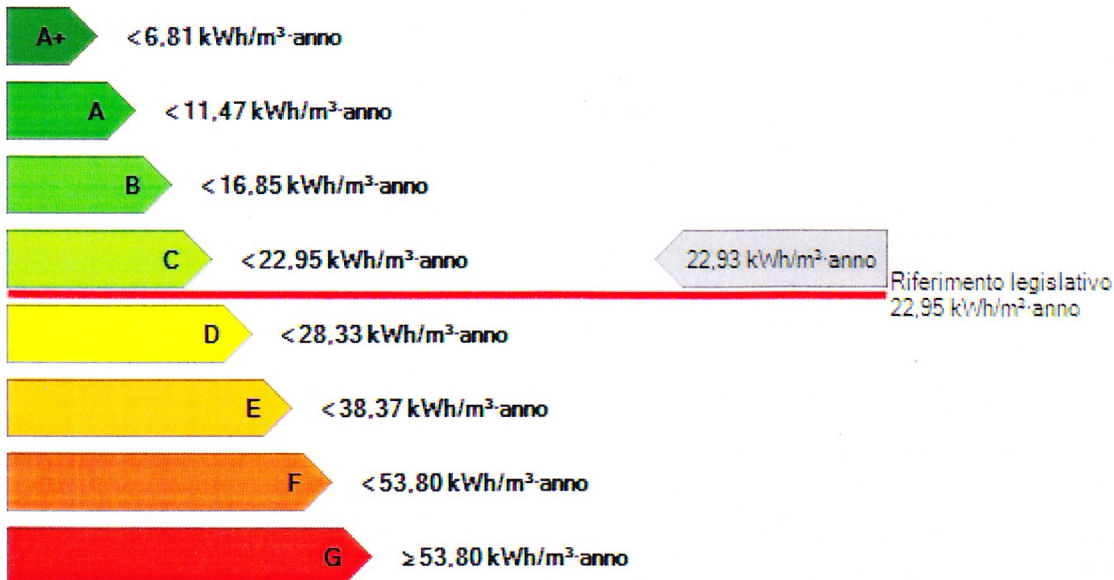 A+ <6,81 kWh/m³·anno
A <11,47 kWh/m³·anno
B <16,85 kWh/m³·anno
C <22,95 kWh/m³·anno 22,93 kWh/m³·anno
Riferimento legislativo
22,95 kWh/m³·anno
D <28,33 kWh/m³·anno
E <38,37 kWh/m³·anno
F <53,80 kWh/m³·anno
G ≥53,80 kWh/m³·anno